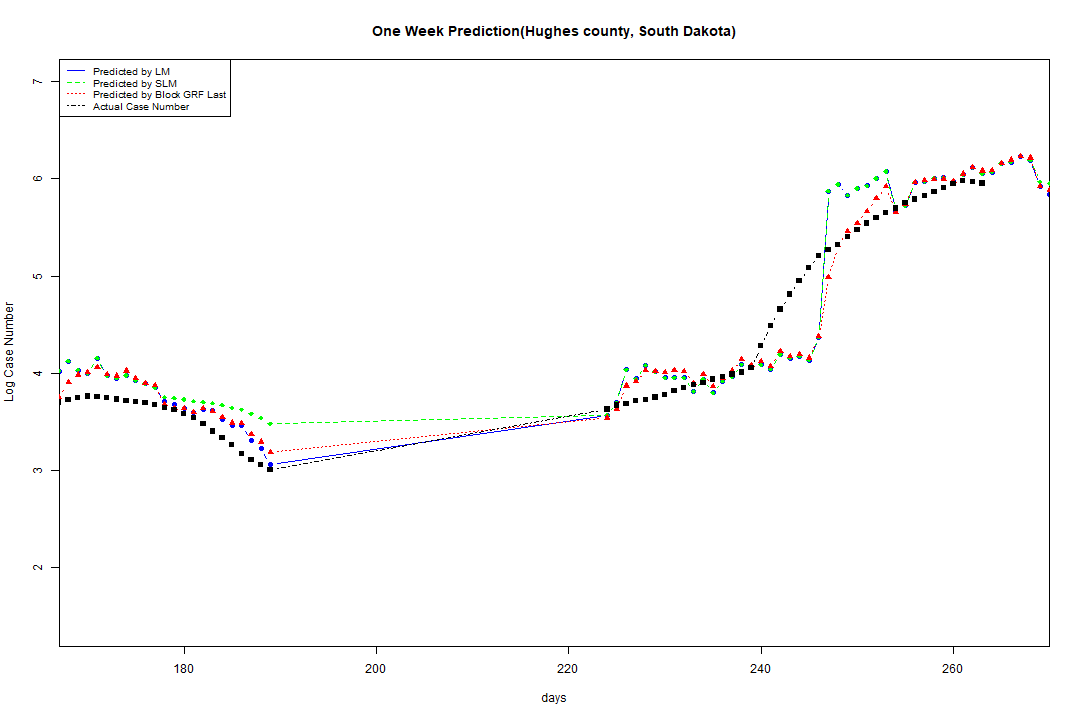 One Week Prediction(Hughes county, South Dakota)
Predicted by LM
Predicted by SLM
Predicted by Block GRF Last
Actual Case Number
7
6
5
4
3
2
Log Case Number
180 200 220 240 260
days